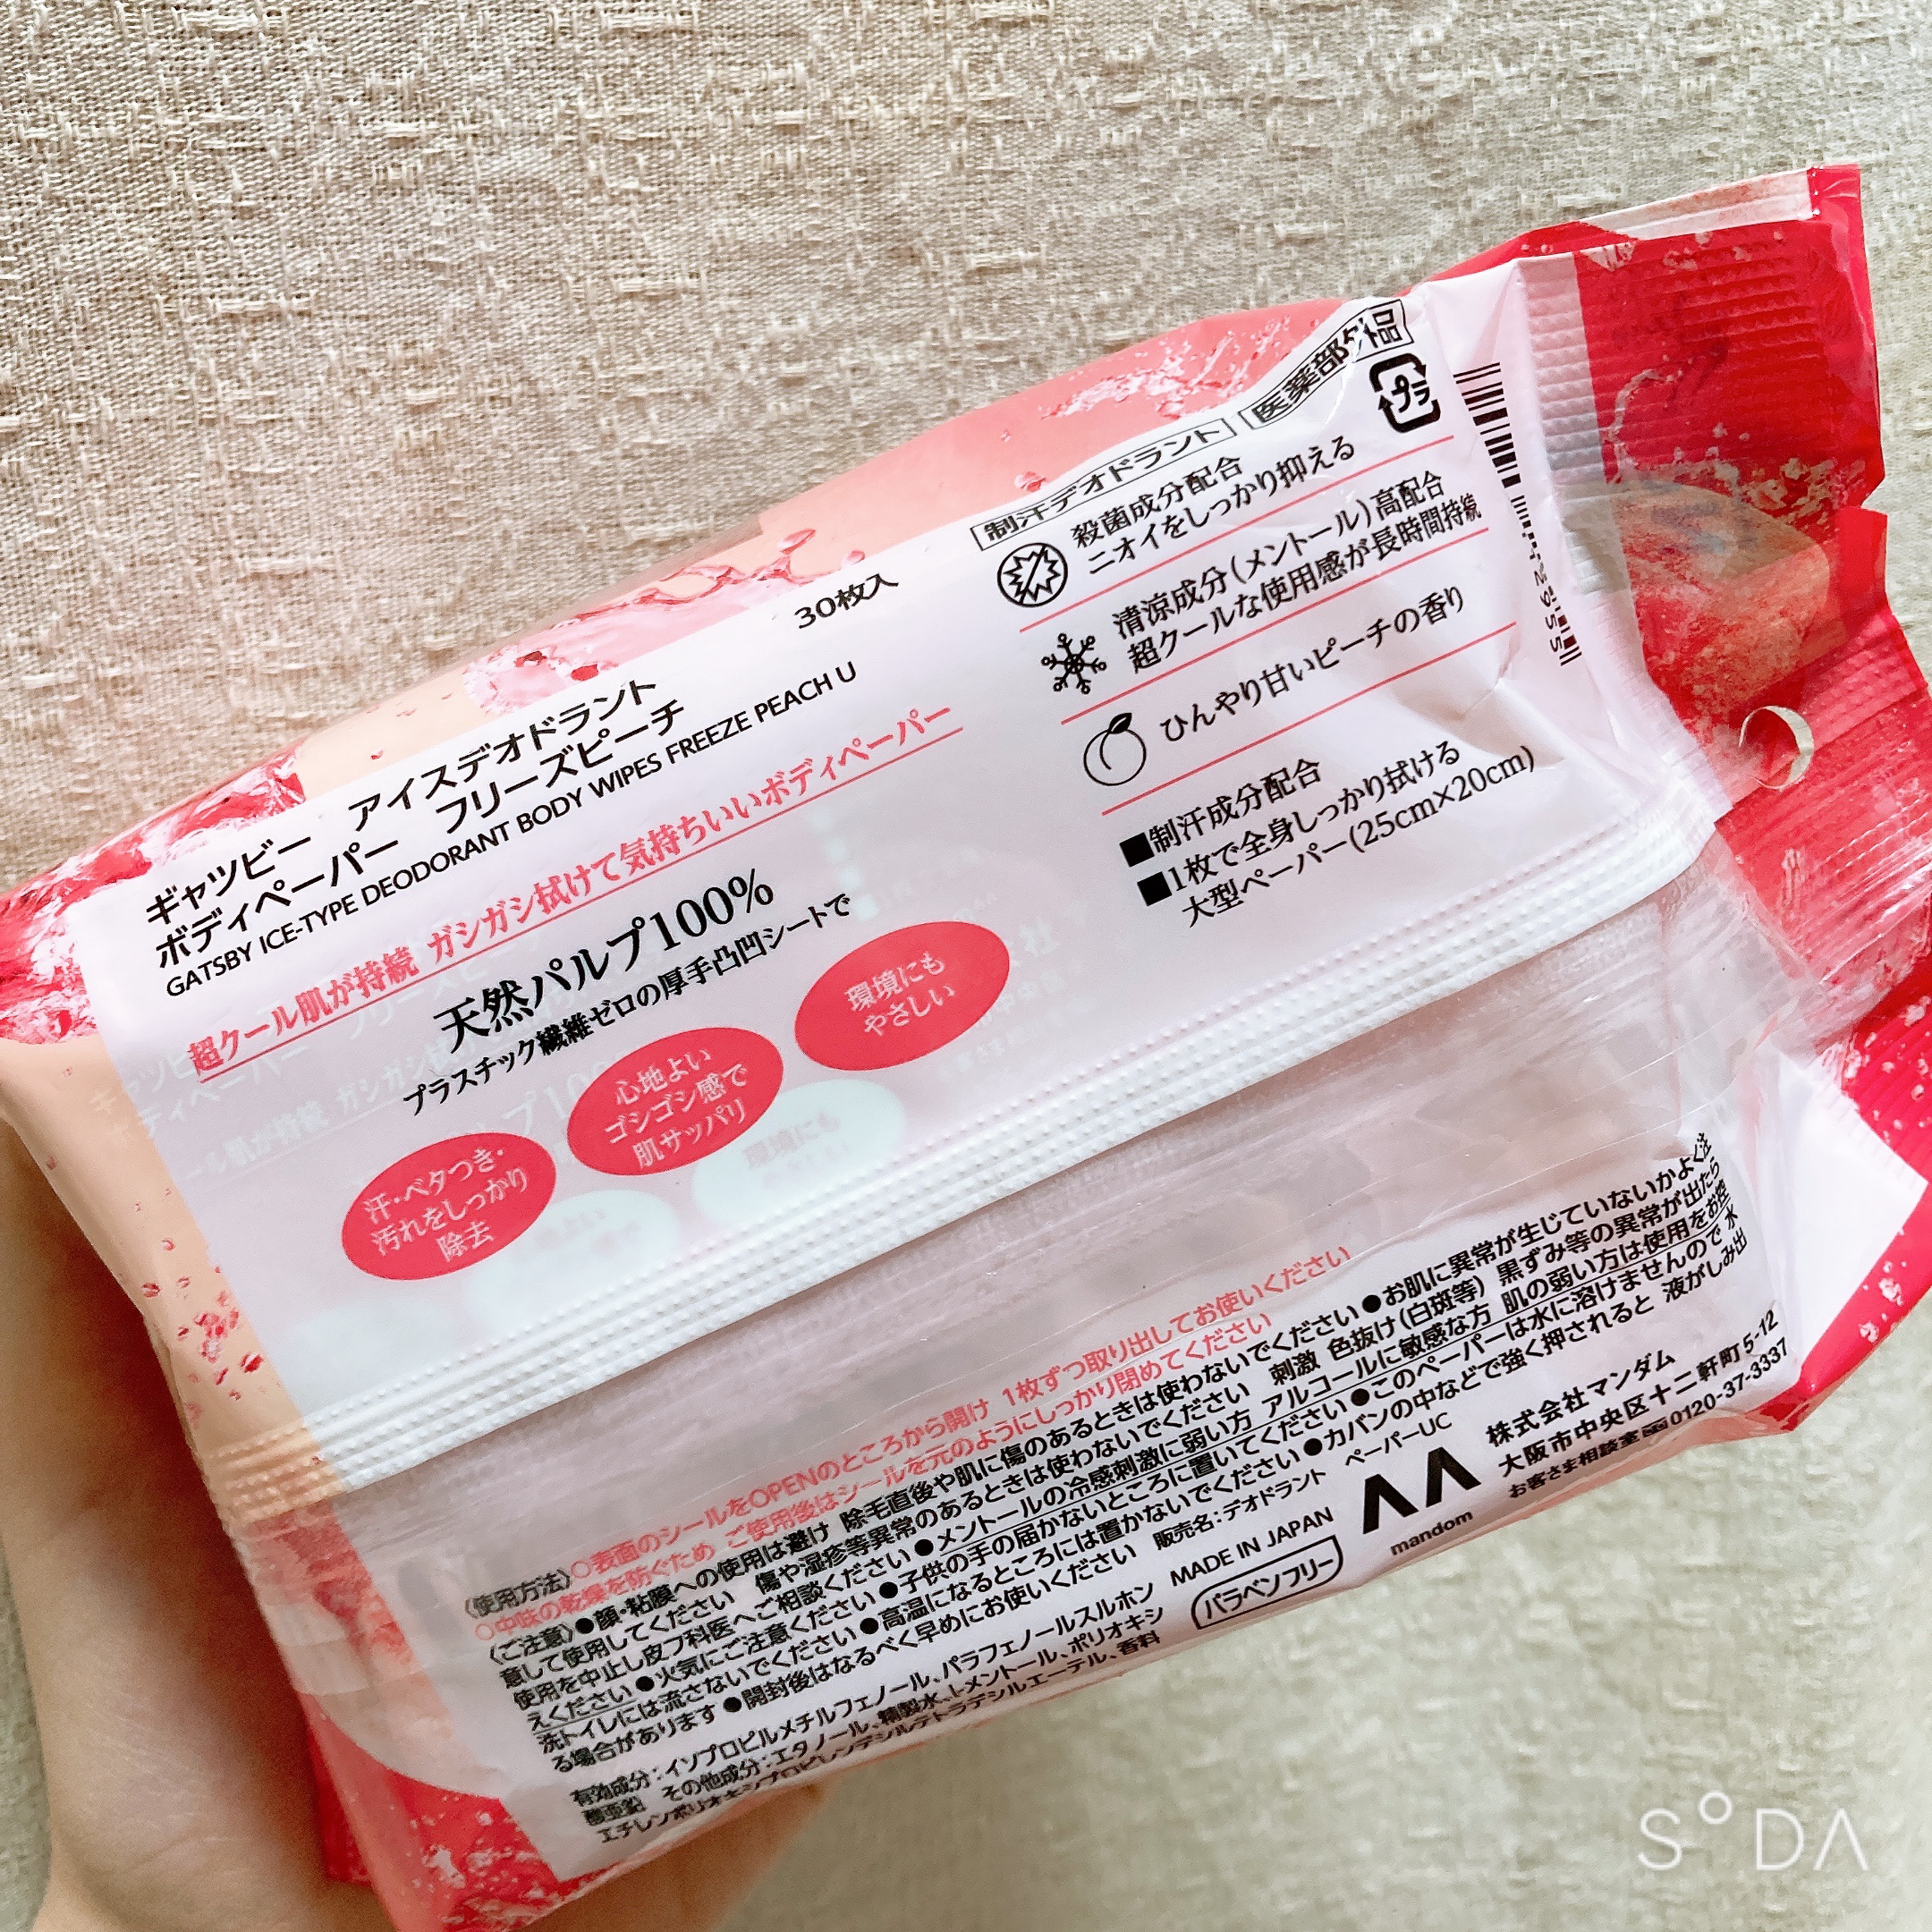 30枚入
ギャツビー アイスデオドラント
ボディペーパー フリーズピーチ
GATSBY ICE-TYPE DEODORANT BODY WIPES FREEZE PEACH U
超クール肌が持続 ガシガシ拭けて気持ちいいボディペーパー
天然パルプ100%
プラスチック繊維ゼロの厚手凸凹シートで
汗・ベタつき・
汚れをしっかり
除去
心地よい
ゴシゴシ感で
肌サッパリ
環境にも
やさしい
制汗デオドラント 医薬部外品
プラ
殺菌成分配合
ニオイをしっかり抑える
清涼成分(メントール)高配合
超クールな使用感が長時間持続
ひんやり甘いピーチの香り
■制汗成分配合
■1枚で全身しっかり拭ける
大型ペーパー(25cm×20cm)
〈使用方法〉○表面のシールをOPENのところから開け 1枚ずつ取り出してお使いください
○中味の乾燥を防ぐため ご使用後はシールを元のようにしっかり閉めてください
〈ご注意〉●顔・粘膜への使用は避け 除毛直後や肌に傷のあるときは使わないでください ●お肌に異常が生じていないかよく注
意して使用してください 傷や湿疹等異常のあるときは使わないでください 刺激 色抜け(白斑等) 黒ずみ等の異常が出たら
使用を中止し皮フ科医へご相談ください ●メントールの冷感刺激に弱い方 アルコールに敏感な方 肌の弱い方は使用をお控
えください ●火気にご注意ください ●子供の手の届かないところに置いてください ●このペーパーは水に溶けませんので 水
洗トイレには流さないでください ●高温になるところには置かないでください ●カバンの中などで強く押されると 液がしみ出
る場合があります ●開封後はなるべく早めにお使いください 販売名:デオドラント ペーパーUC
有効成分:イソプロピルメチルフェノール、パラフェノールスルホン
酸亜鉛 その他成分:エタノール、精製水、l-メントール、ポリオキシ
エチレンポリオキシプロピレンデシルテトラデシルエーテル、香料
MADE IN JAPAN
パラベンフリー
mandom
株式会社マンダム
大阪市中央区十二軒町5-12
お客さま相談室 0120-37-3337
SODA